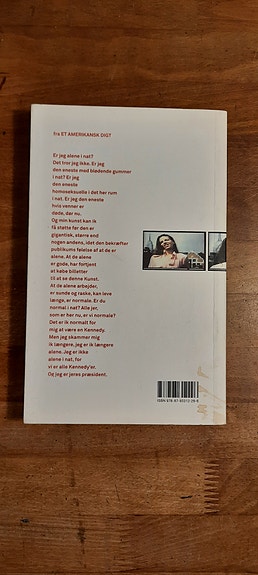 fra ET AMERIKANSK DIGT
Er jeg alene i nat?
Det tror jeg ikke. Er jeg
den eneste med blødende gummer
i nat? Er jeg
den eneste
homoseksuelle i det her rum
i nat. Er jeg den eneste
hvis venner er
døde, dør nu.
Og min kunst kan ik
få støtte før den er
gigantisk, større end
nogen andens, idet den bekræfter
publikums følelse af at de er
alene. At de alene
er gode, har fortjent
at købe billetter
til at se denne Kunst.
At de alene arbejder,
er sunde og raske, kan leve
længe, er normale. Er du
normal i nat? Alle jer,
som er her nu, er vi normale?
Det er ik normalt for
mig at være en Kennedy.
Men jeg skammer mig
ik længere, jeg er ik længere
alene. Jeg er ikke
alene i nat, for
vi er alle Kennedy'er.
Og jeg er jeres præsident.